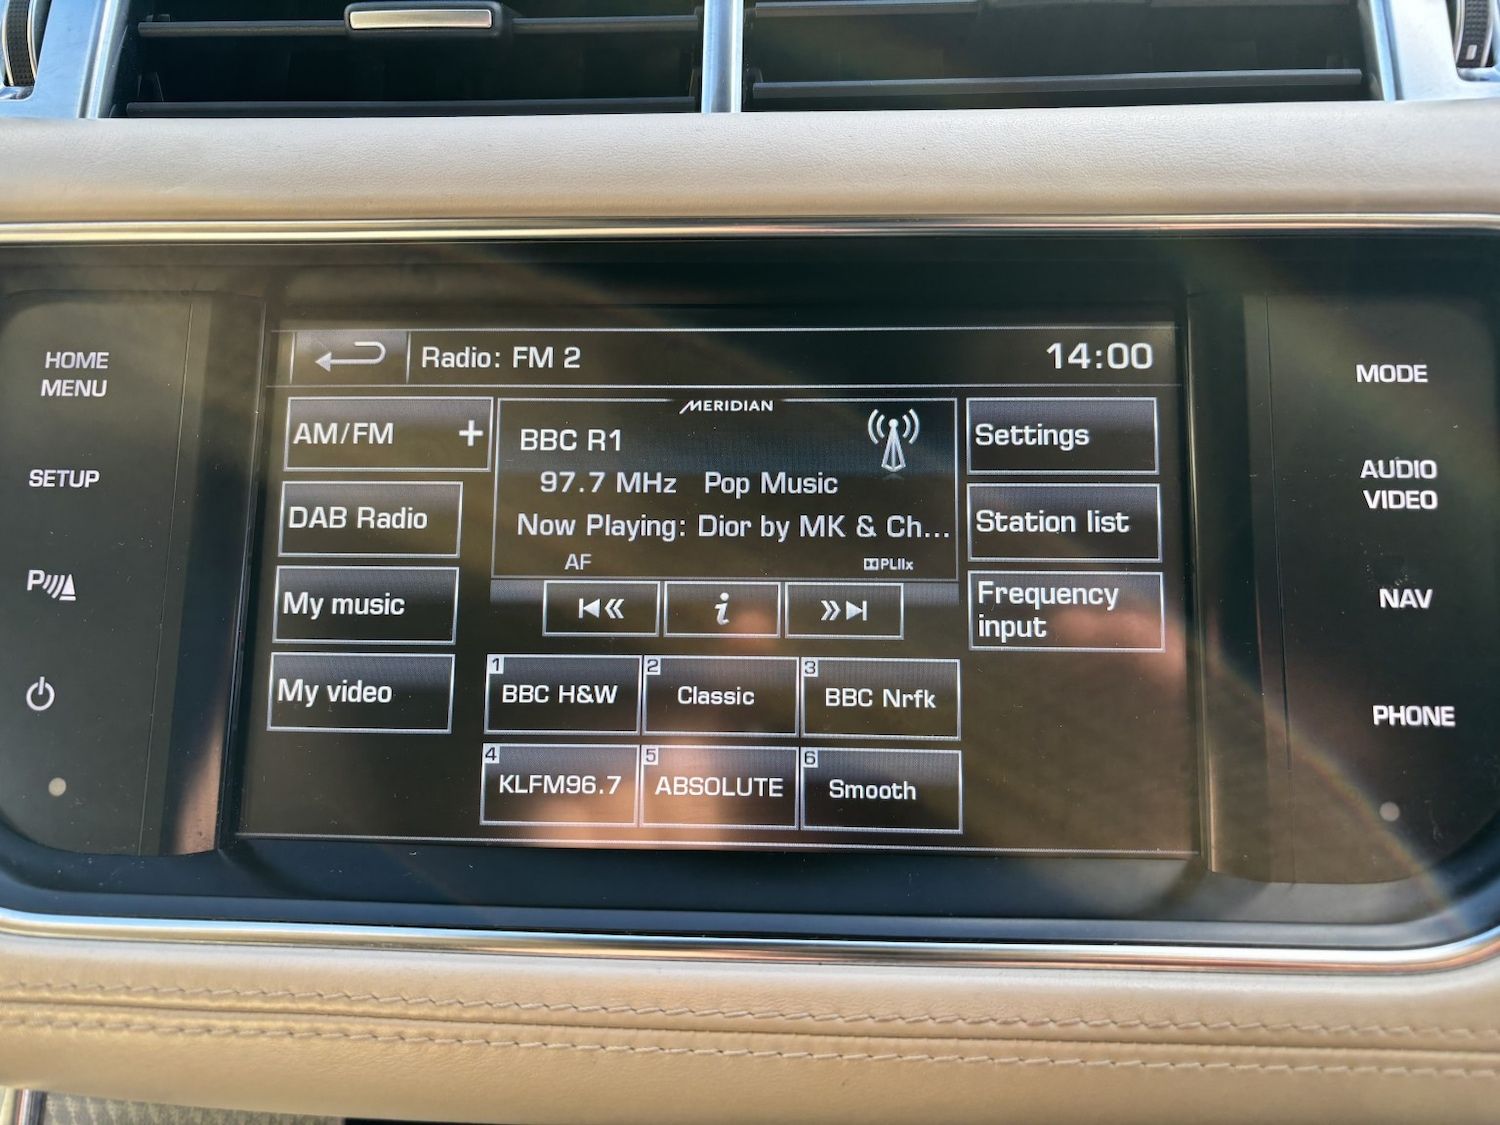 HOME
MENU
SETUP
P
Radio: FM 2
14:00
AM/FM +
DAB Radio
My music
My video
MERIDIAN
BBC R1
97.7 MHz Pop Music
Now Playing: Dior by MK & Ch...
AF
PLIIx
i
1
BBC H&W
2
Classic
3
BBC Nrfk
4
KLFM96.7
5
ABSOLUTE
6
Smooth
Settings
Station list
Frequency
input
MODE
AUDIO
VIDEO
NAV
PHONE